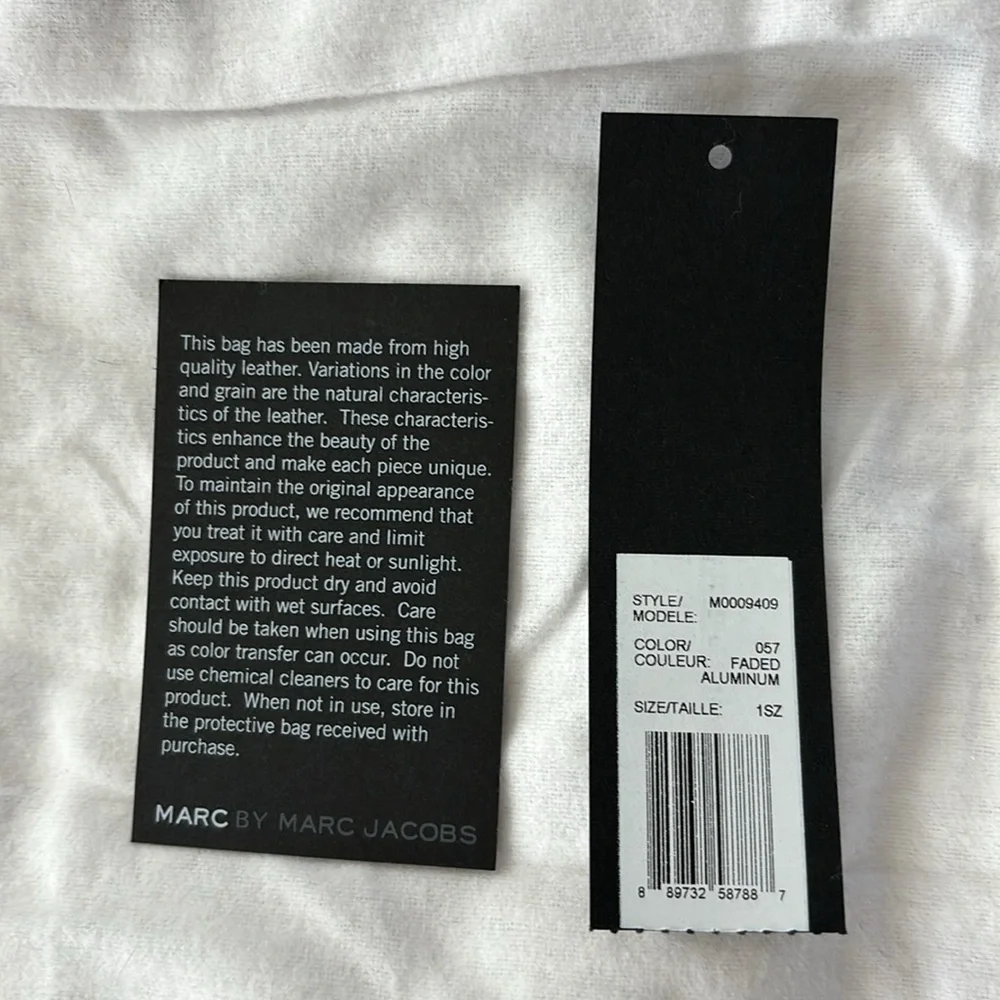 This bag has been made from high
quality leather. Variations in the color
and grain are the natural characteris-
tics of the leather. These characteris-
tics enhance the beauty of the
product and make each piece unique.
To maintain the original appearance
of this product, we recommend that
you treat it with care and limit
exposure to direct heat or sunlight.
Keep this product dry and avoid
contact with wet surfaces. Care
should be taken when using this bag
as color transfer can occur. Do not
use chemical cleaners to care for this
product. When not in use, store in
the protective bag received with
purchase.
MARC BY MARC JACOBS
STYLE/ M0009409
MODELE:
COLOR/ 057
COULEUR: FADED
ALUMINUM
SIZE/TAILLE: 1SZ
8 89732 58788 7